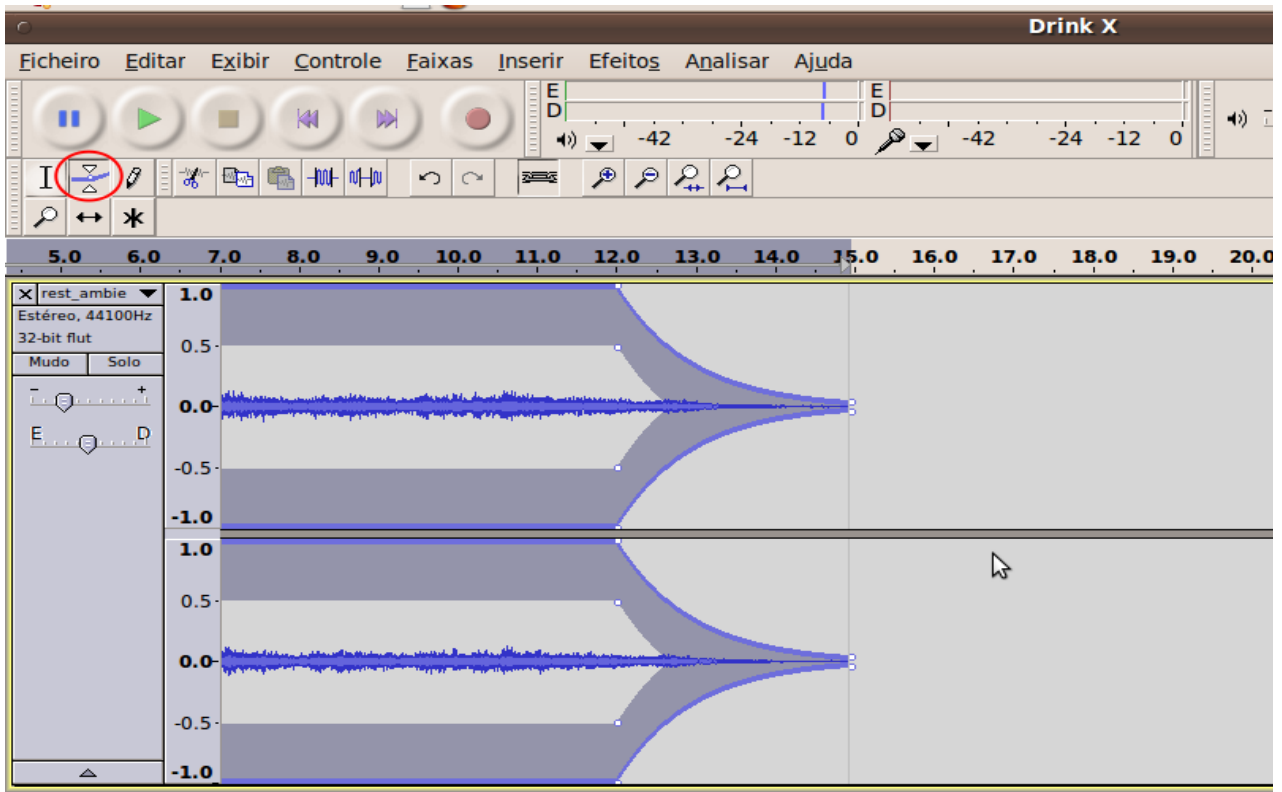 Drink X
Ficheiro Editar Exibir Controle Faixas Inserir Efeitos Analisar Ajuda
E E
D D
-42 -24 -12 0 -42 -24 -12 0
5.0 6.0 7.0 8.0 9.0 10.0 11.0 12.0 13.0 14.0 15.0 16.0 17.0 18.0 19.0 20.0
X rest_ambie 1.0
Estéreo, 44100Hz
32-bit flut
0.5
Mudo Solo
- +
0.0
E D
-0.5
-1.0
1.0
0.5
0.0
-0.5
-1.0